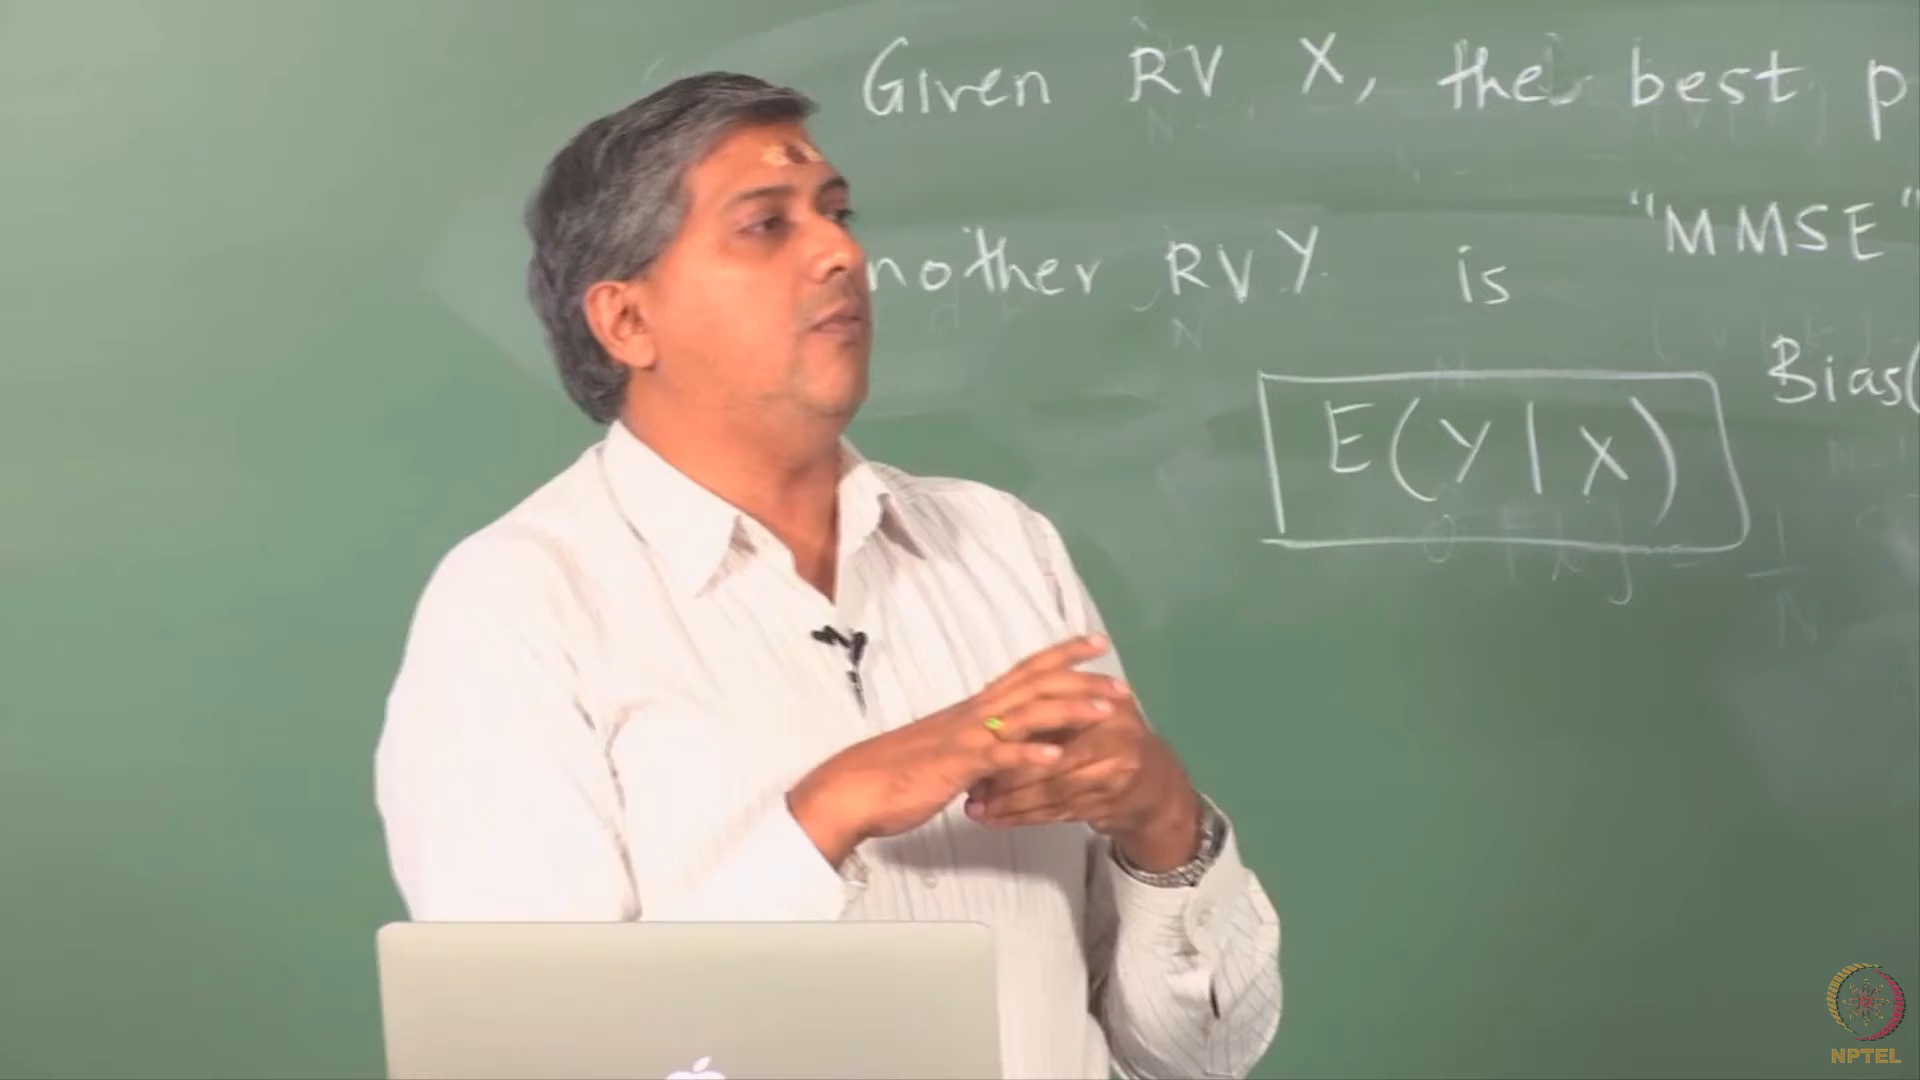 Given RV X, the best p
"MMSE"
nother RV Y is
Bias(
E(Y|X)
NPTEL